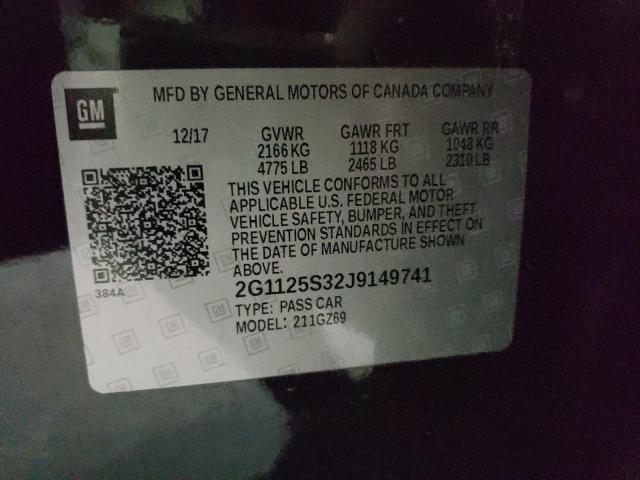 GM
MFD BY GENERAL MOTORS OF CANADA COMPANY
12/17 GVWR GAWR FRT GAWR RR
2166 KG 1118 KG 1048 KG
4775 LB 2465 LB 2310 LB
THIS VEHICLE CONFORMS TO ALL
APPLICABLE U.S. FEDERAL MOTOR
VEHICLE SAFETY, BUMPER, AND THEFT
PREVENTION STANDARDS IN EFFECT ON
THE DATE OF MANUFACTURE SHOWN
ABOVE.
384A
2G1125S32J9149741
TYPE: PASS CAR
MODEL: 211GZ69